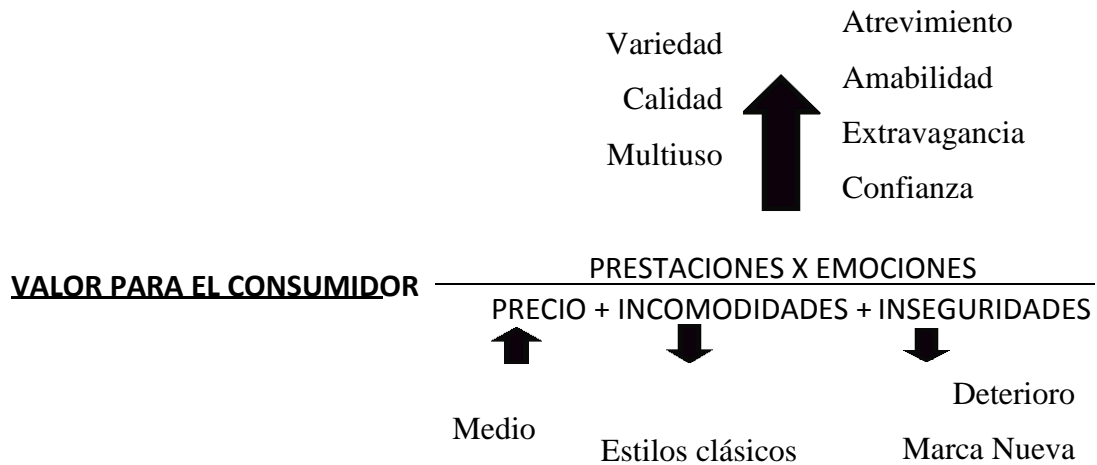 Variedad
Calidad
Multiuso
Atrevimiento
Amabilidad
Extravagancia
Confianza
VALOR PARA EL CONSUMIDOR
PRESTACIONES X EMOCIONES
PRECIO + INCOMODIDADES + INSEGURIDADES
Medio
Estilos clásicos
Deterioro
Marca Nueva